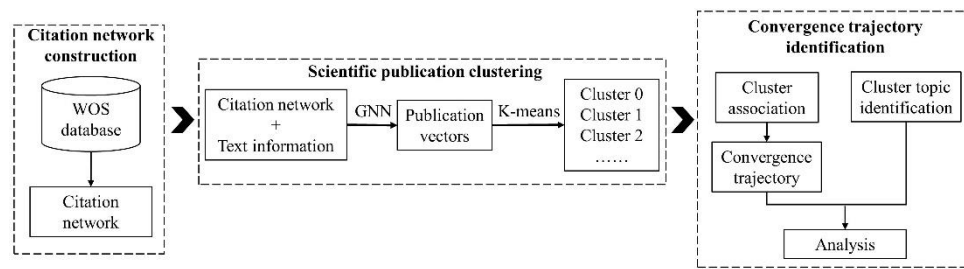 Citation network
construction
WOS
database
Citation
network
Scientific publication clustering
Citation network
+
Text information
GNN
Publication
vectors
K-means
Cluster 0
Cluster 1
Cluster 2
……
Convergence trajectory
identification
Cluster
association
Cluster topic
identification
Convergence
trajectory
Analysis